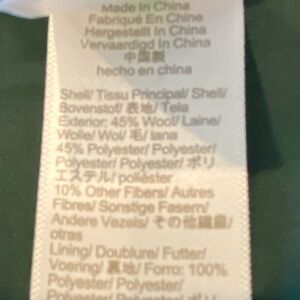 Made In China
Fabriqué En China
Hergestellt In China
Vervaardigd In China
中国製
hecho en china
Shell/ Tissu Principal/ Shell/
Bovenstof/ 表地/ Tela
Exterior: 45% Wool/ Laine/
Wolle/ Wol/ 毛/ lana
45% Polyester/ Polyester/
Polyester/ Polyester/ ポリ
エステル/ poliéster
10% Other Fibers/ Autres
Fibres/ Sonstige Fasern/
Andere Vezels/ その他繊維/
otras
Lining/ Doublure/ Futter/
Voering/ 裏地/ Forro: 100%
Polyester/ Polyester/